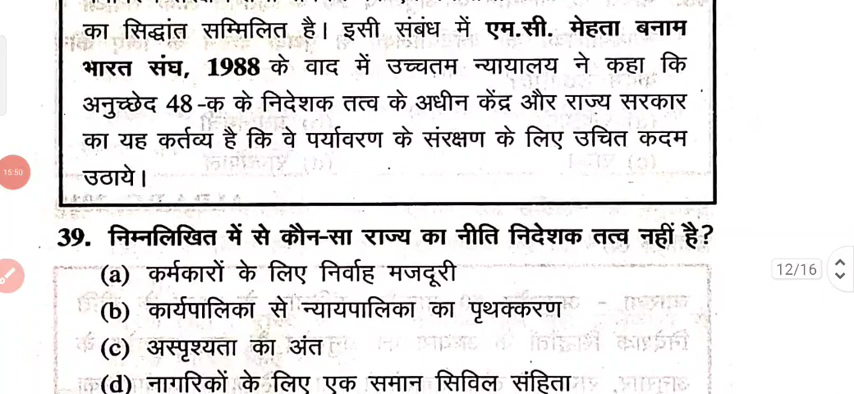 का सिद्धांत सम्मिलित है। इसी संबंध में एम.सी. मेहता बनाम
भारत संघ, 1988 के वाद में उच्चतम न्यायालय ने कहा कि
अनुच्छेद 48-क के निदेशक तत्व के अधीन केंद्र और राज्य सरकार
का यह कर्तव्य है कि वे पर्यावरण के संरक्षण के लिए उचित कदम
उठाये।
15:50
39. निम्नलिखित में से कौन-सा राज्य का नीति निदेशक तत्व नहीं है?
(a) कर्मकारों के लिए निर्वाह मजदूरी
12/16
(b) कार्यपालिका से न्यायपालिका का पृथक्करण
(c) अस्पृश्यता का अंत
(d) नागरिकों के लिए एक समान सिविल संहिता